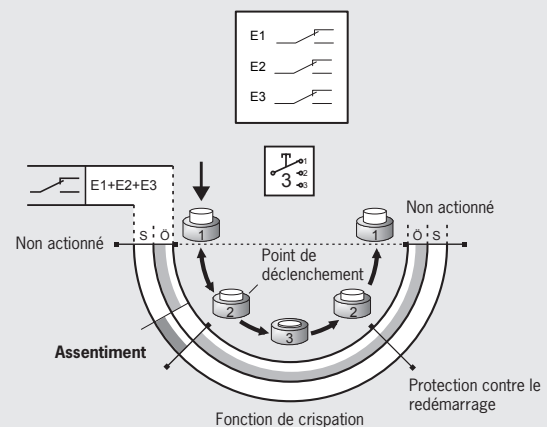 E1
E2
E3
1
2
3
3
E1+E2+E3
S Ö
Non actionné
1
1
Non actionné
Ö S
Point de
déclenchement
2
2
3
Assentiment
Protection contre le
redémarrage
Fonction de crispation